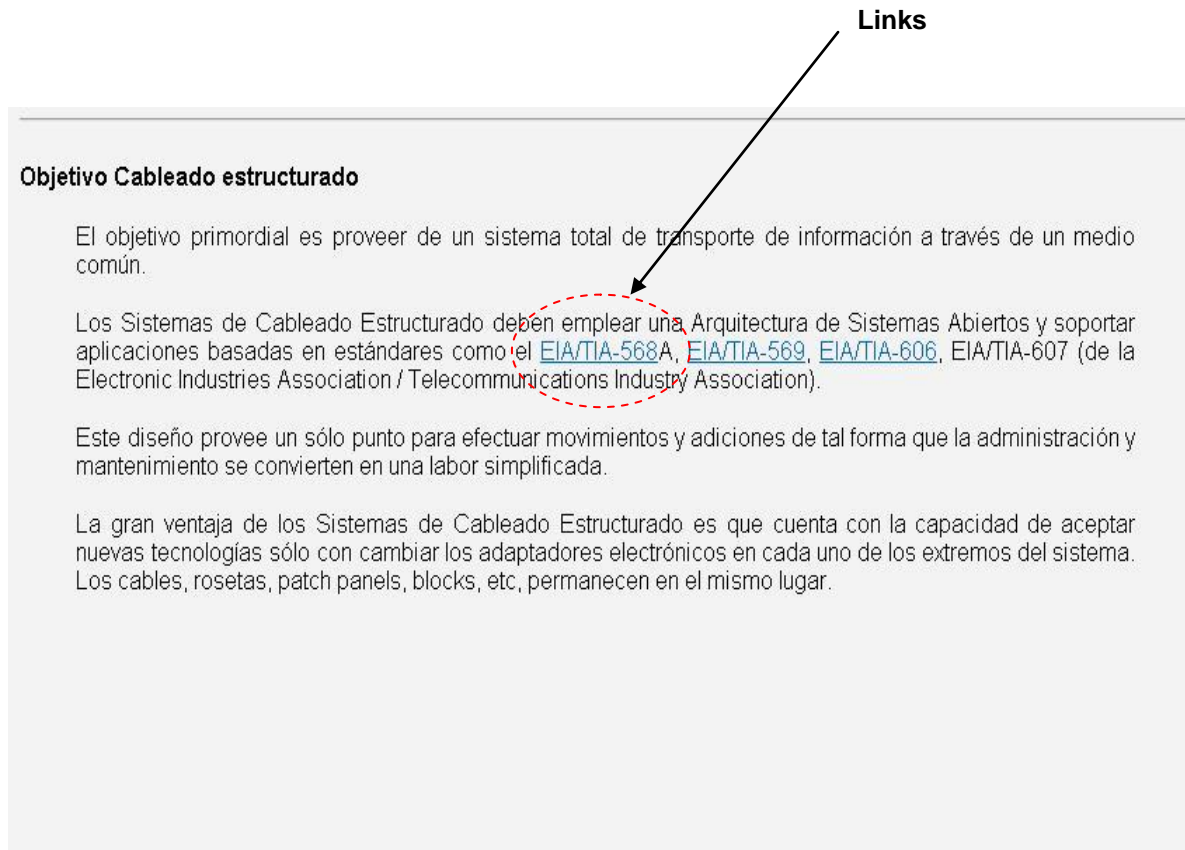 Links
Objetivo Cableado estructurado
El objetivo primordial es proveer de un sistema total de transporte de información a través de un medio
común.
Los Sistemas de Cableado Estructurado deben emplear una Arquitectura de Sistemas Abiertos y soportar
aplicaciones basadas en estándares como el EIA/TIA-568A, EIA/TIA-569, EIA/TIA-606, EIA/TIA-607 (de la
Electronic Industries Association / Telecommunications Industry Association).
Este diseño provee un sólo punto para efectuar movimientos y adiciones de tal forma que la administración y
mantenimiento se convierten en una labor simplificada.
La gran ventaja de los Sistemas de Cableado Estructurado es que cuenta con la capacidad de aceptar
nuevas tecnologías sólo con cambiar los adaptadores electrónicos en cada uno de los extremos del sistema.
Los cables, rosetas, patch panels, blocks, etc, permanecen en el mismo lugar.